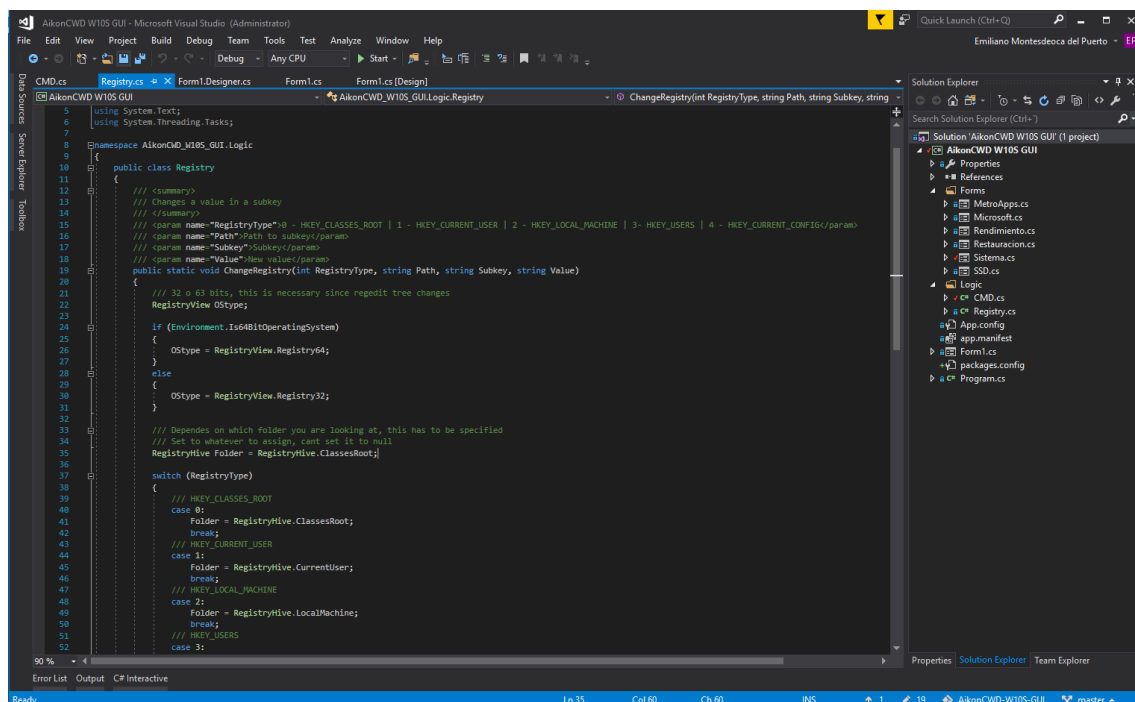 AikonCWD W10S GUI - Microsoft Visual Studio (Administrator)
Quick Launch (Ctrl+Q)
File Edit View Project Build Debug Team Tools Test Analyze Window Help
Emiliano Montesdeoca del Puerto EP
Debug Any CPU Start
Data Sources
Server Explorer
Toolbox
CMD.cs Registry.cs Form1.Designer.cs Form1.cs Form1.cs [Design]
AikonCWD W10S GUI AikonCWD_W10S_GUI.Logic.Registry ChangeRegistry(int RegistryType, string Path, string Subkey, string
5 using System.Text;
6 using System.Threading.Tasks;
7
8 namespace AikonCWD_W10S_GUI.Logic
9 {
10 public class Registry
11 {
12 /// <summary>
13 /// Changes a value in a subkey
14 /// </summary>
15 /// <param name="RegistryType">0 - HKEY_CLASSES_ROOT | 1 - HKEY_CURRENT_USER | 2 - HKEY_LOCAL_MACHINE | 3- HKEY_USERS | 4 - HKEY_CURRENT_CONFIG</param>
16 /// <param name="Path">Path to subkey</param>
17 /// <param name="Subkey">Subkey</param>
18 /// <param name="Value">New value</param>
19 public static void ChangeRegistry(int RegistryType, string Path, string Subkey, string Value)
20 {
21 /// 32 o 63 bits, this is necessary since regedit tree changes
22 RegistryView OStype;
23
24 if (Environment.Is64BitOperatingSystem)
25 {
26 OStype = RegistryView.Registry64;
27 }
28 else
29 {
30 OStype = RegistryView.Registry32;
31 }
32
33 /// Dependes on which folder you are looking at, this has to be specified
34 /// Set to whatever to assign, cant set it to null
35 RegistryHive Folder = RegistryHive.ClassesRoot;
36
37 switch (RegistryType)
38 {
39 /// HKEY_CLASSES_ROOT
40 case 0:
41 Folder = RegistryHive.ClassesRoot;
42 break;
43 /// HKEY_CURRENT_USER
44 case 1:
45 Folder = RegistryHive.CurrentUser;
46 break;
47 /// HKEY_LOCAL_MACHINE
48 case 2:
49 Folder = RegistryHive.LocalMachine;
50 break;
51 /// HKEY_USERS
52 case 3:
90 %
Solution Explorer
Search Solution Explorer (Ctrl+¨)
Solution 'AikonCWD W10S GUI' (1 project)
AikonCWD W10S GUI
Properties
References
Forms
MetroApps.cs
Microsoft.cs
Rendimiento.cs
Restauracion.cs
Sistema.cs
SSD.cs
Logic
CMD.cs
Registry.cs
App.config
app.manifest
Form1.cs
packages.config
Program.cs
Properties Solution Explorer Team Explorer
Error List Output C# Interactive
Ready Ln 35 Col 60 Ch 60 INS 1 19 AikonCWD-W10S-GUI master